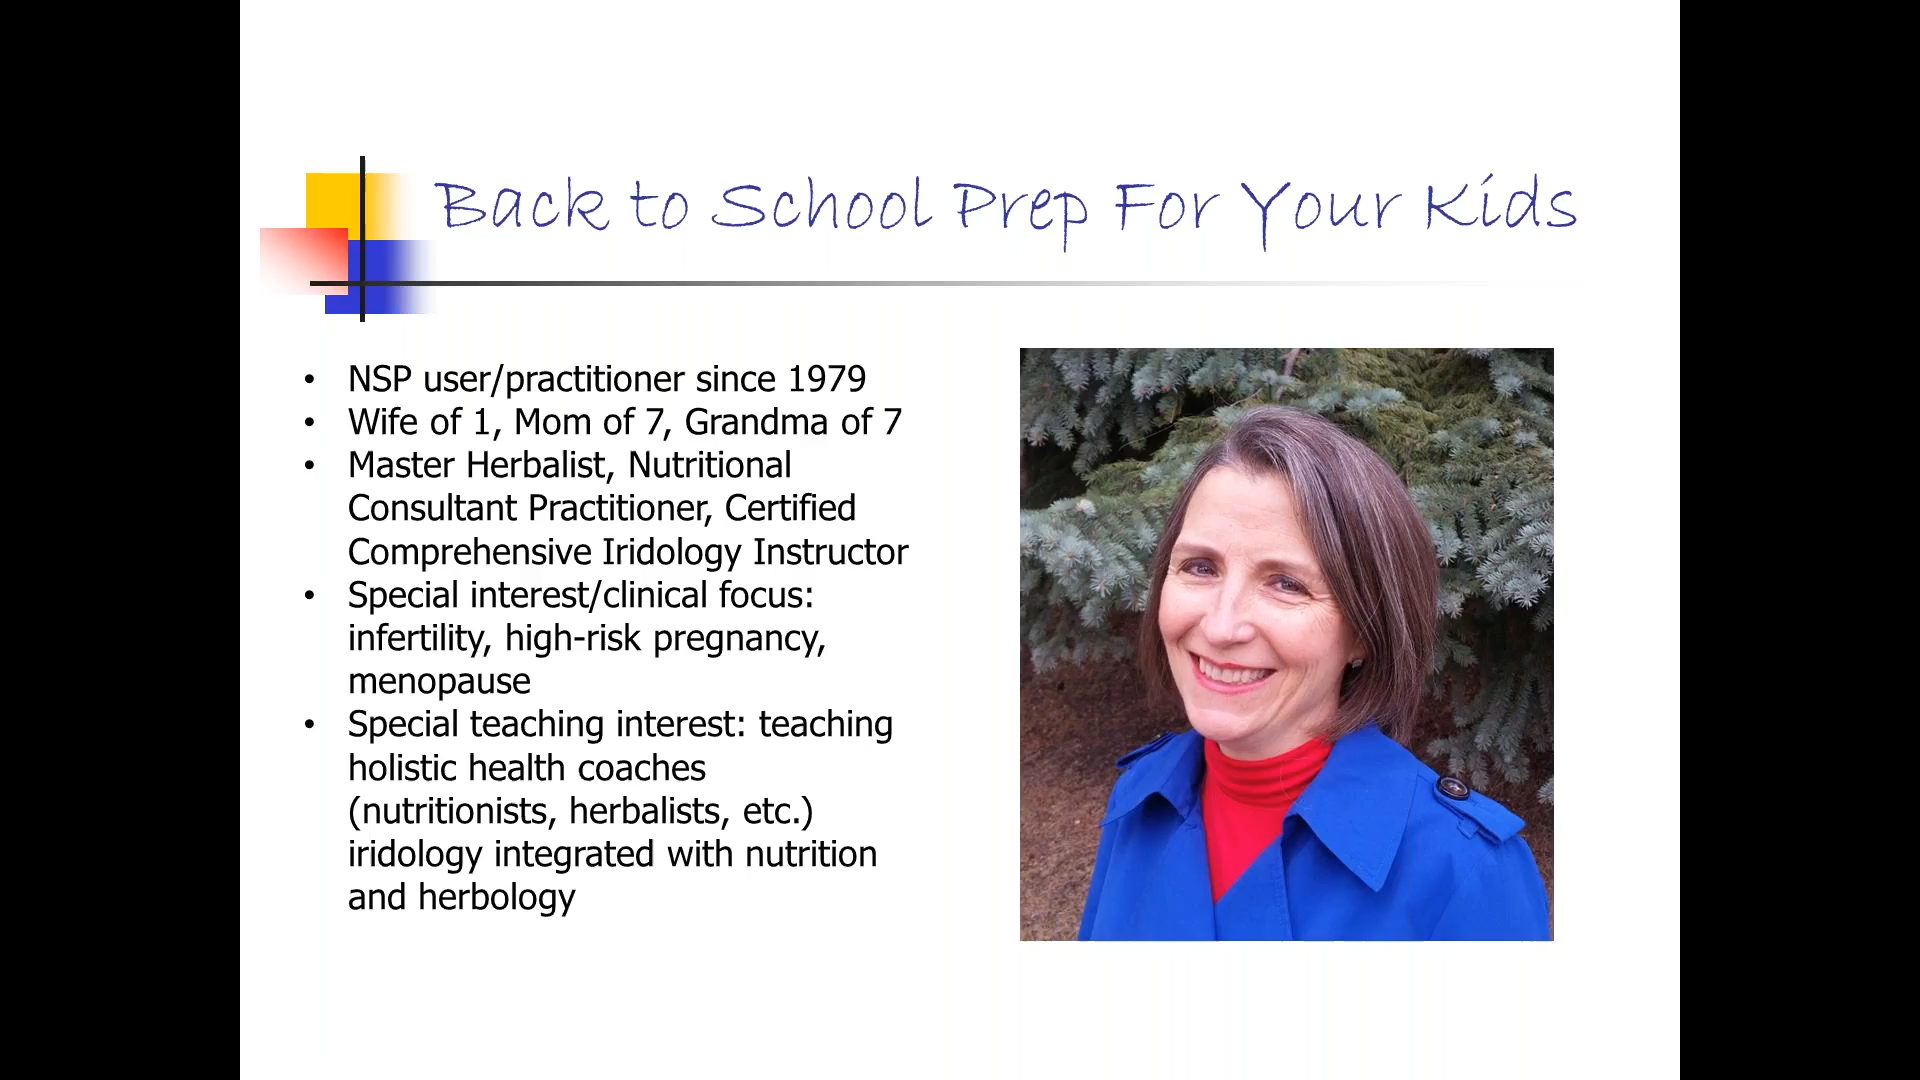 Back to School Prep For Your Kids
• NSP user/practitioner since 1979
• Wife of 1, Mom of 7, Grandma of 7
• Master Herbalist, Nutritional
Consultant Practitioner, Certified
Comprehensive Iridology Instructor
• Special interest/clinical focus:
infertility, high-risk pregnancy,
menopause
• Special teaching interest: teaching
holistic health coaches
(nutritionists, herbalists, etc.)
iridology integrated with nutrition
and herbology